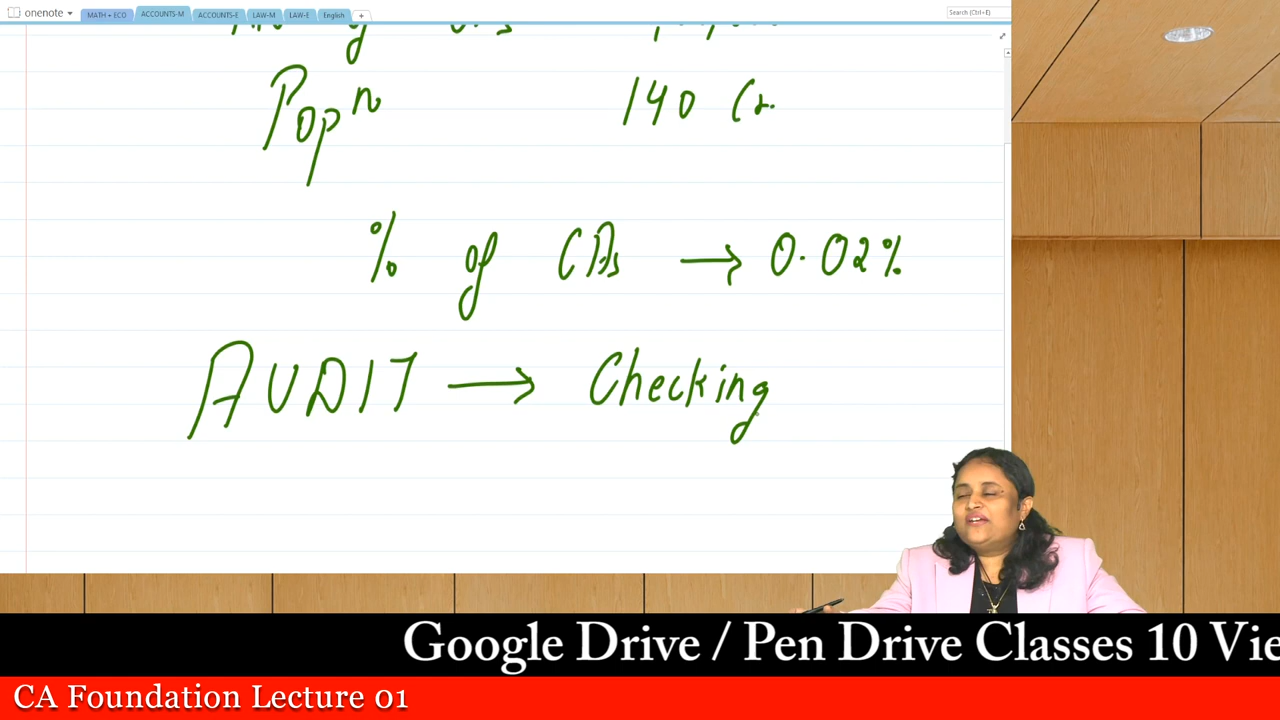 onenote MATH + ECO ACCOUNTS-M ACCOUNTS-E LAW-M LAW-E English +
Search (Ctrl+E)
Popn 140 Cr.
% of CAs → 0.02%
AUDIT → Checking
Google Drive / Pen Drive Classes 10 Vie
CA Foundation Lecture 01